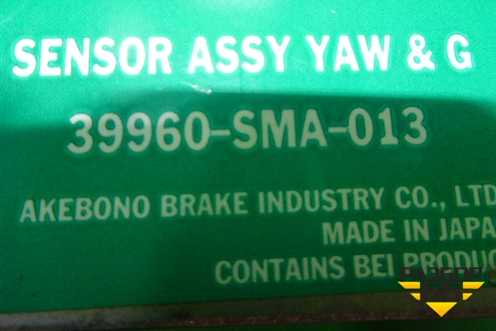 SENSOR ASSY YAW & G
39960-SMA-013
AKEBONO BRAKE INDUSTRY CO., LTD
MADE IN JAPA
CONTAINS BEI PRODUC